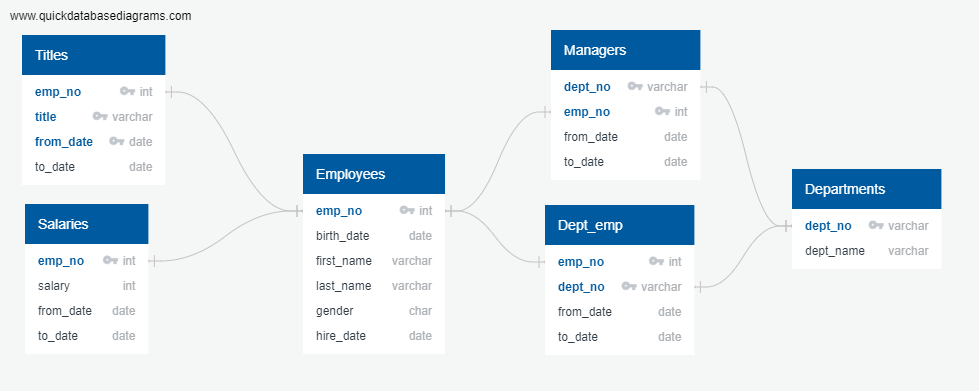 www.quickdatabasediagrams.com
Titles
emp_no int
title varchar
from_date date
to_date date
Salaries
emp_no int
salary int
from_date date
to_date date
Employees
emp_no int
birth_date date
first_name varchar
last_name varchar
gender char
hire_date date
Managers
dept_no varchar
emp_no int
from_date date
to_date date
Dept_emp
emp_no int
dept_no varchar
from_date date
to_date date
Departments
dept_no varchar
dept_name varchar